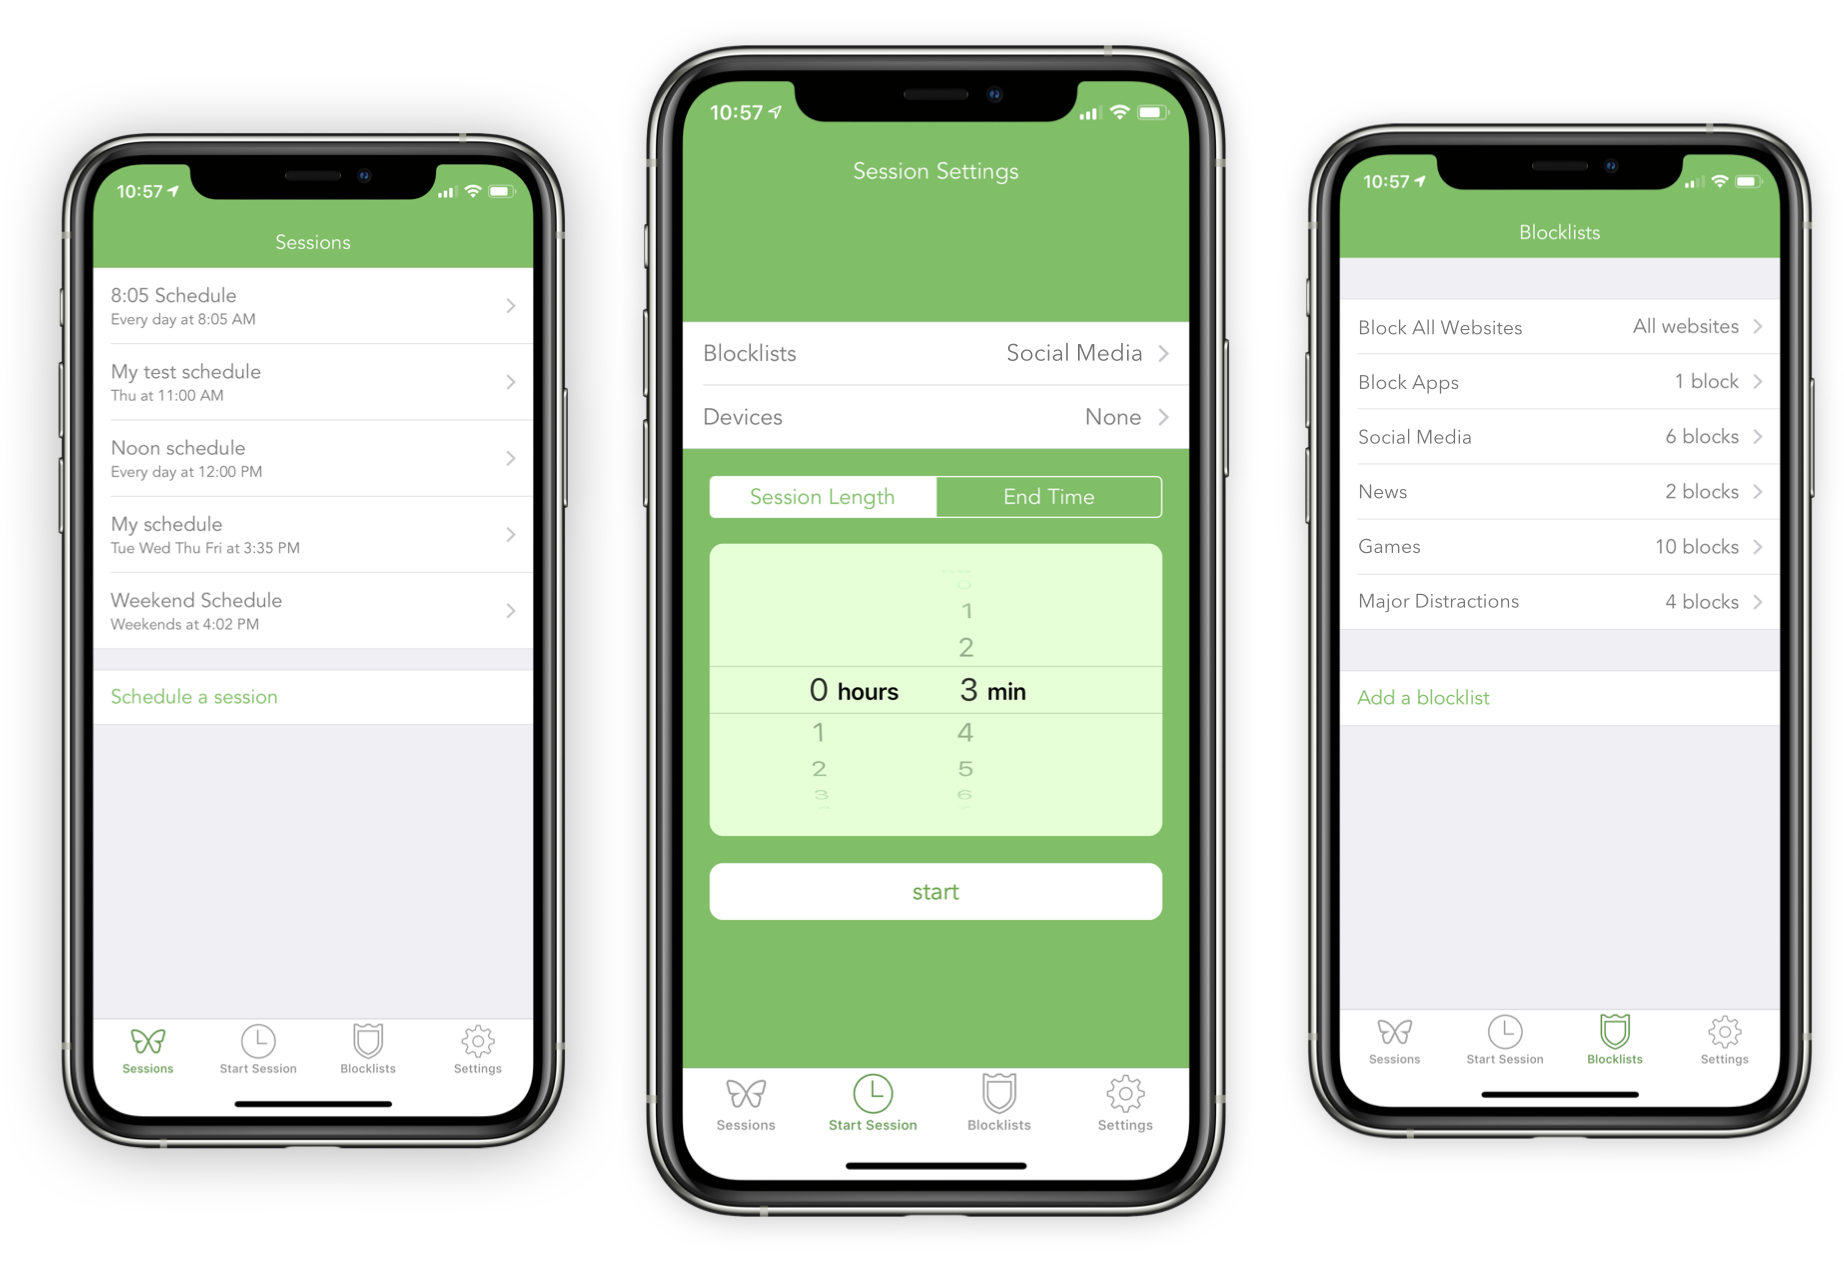 10:57
Sessions
8:05 Schedule
Every day at 8:05 AM
My test schedule
Thu at 11:00 AM
Noon schedule
Every day at 12:00 PM
My schedule
Tue Wed Thu Fri at 3:35 PM
Weekend Schedule
Weekends at 4:02 PM
Schedule a session
Sessions Start Session Blocklists Settings
10:57
Session Settings
Blocklists Social Media
Devices None
Session Length End Time
0
1
2
0 hours 3 min
1 4
2 5
3 6
start
Sessions Start Session Blocklists Settings
10:57
Blocklists
Block All Websites All websites
Block Apps 1 block
Social Media 6 blocks
News 2 blocks
Games 10 blocks
Major Distractions 4 blocks
Add a blocklist
Sessions Start Session Blocklists Settings